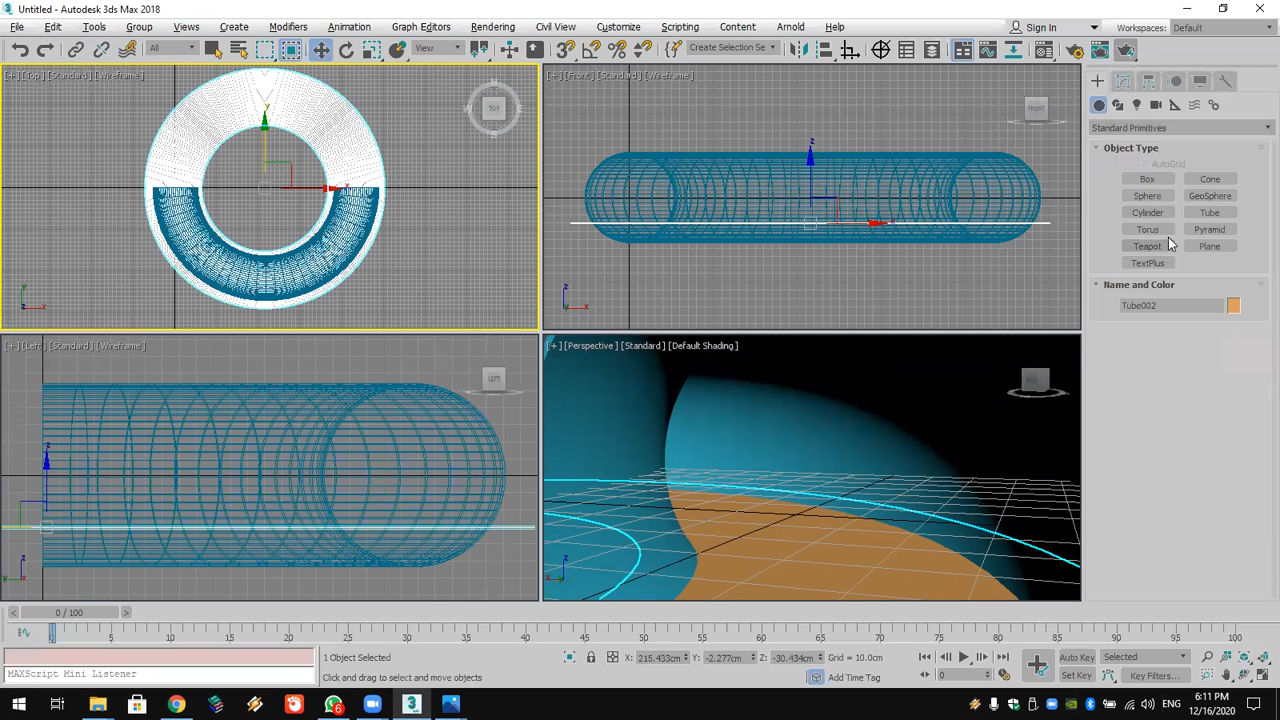 Untitled - Autodesk 3ds Max 2018
File Edit Tools Group Views Create Modifiers Animation Graph Editors Rendering Civil View Customize Scripting Content Arnold Help Sign In Workspaces: Default
All View Create Selection Se
[+] [Top] [Standard] [Wireframe]
[+] [Front] [Standard] [Wireframe]
TOP
FRONT
Standard Primitives
Object Type
AutoGrid
Box Cone
Sphere GeoSphere
Cylinder Tube
Torus Pyramid
Teapot Plane
TextPlus
Name and Color
Tube002
[+] [Left] [Standard] [Wireframe]
[+] [Perspective] [Standard] [Default Shading]
LEFT
0 / 100
0 5 10 15 20 25 30 35 40 45 50 55 60 65 70 75 80 85 90 95 100
1 Object Selected
X: 215.433cm Y: -2.277cm Z: -30.434cm Grid = 10.0cm
Auto Key Selected
MAXScript Mini Listener
Click and drag to select and move objects
Add Time Tag
0
Set Key Key Filters...
6:11 PM
ENG
12/16/2020